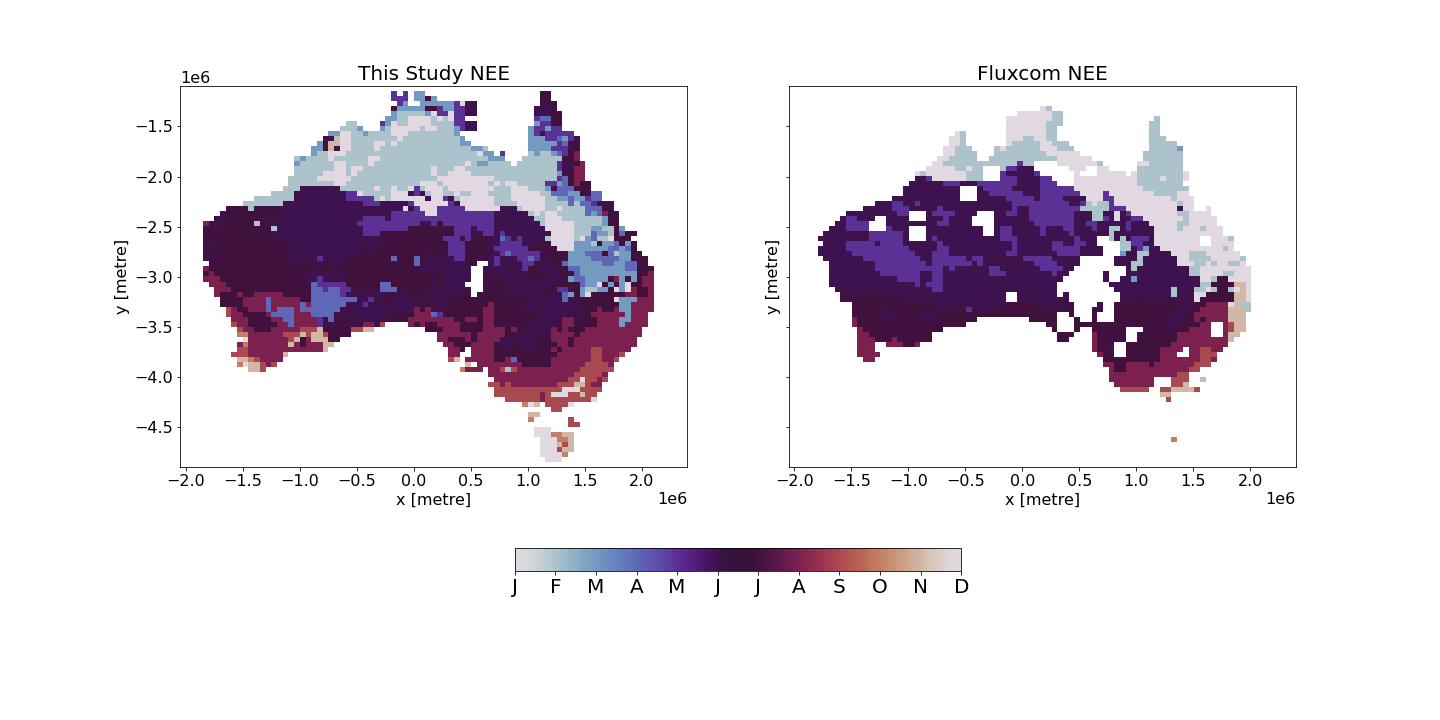 This Study NEE
Fluxcom NEE
1e6
−1.5
−2.0
−2.5
−3.0
−3.5
−4.0
−4.5
y [metre]
y [metre]
−2.0 −1.5 −1.0 −0.5 0.0 0.5 1.0 1.5 2.0
−2.0 −1.5 −1.0 −0.5 0.0 0.5 1.0 1.5 2.0
x [metre]
1e6
x [metre]
1e6
J F M A M J J A S O N D